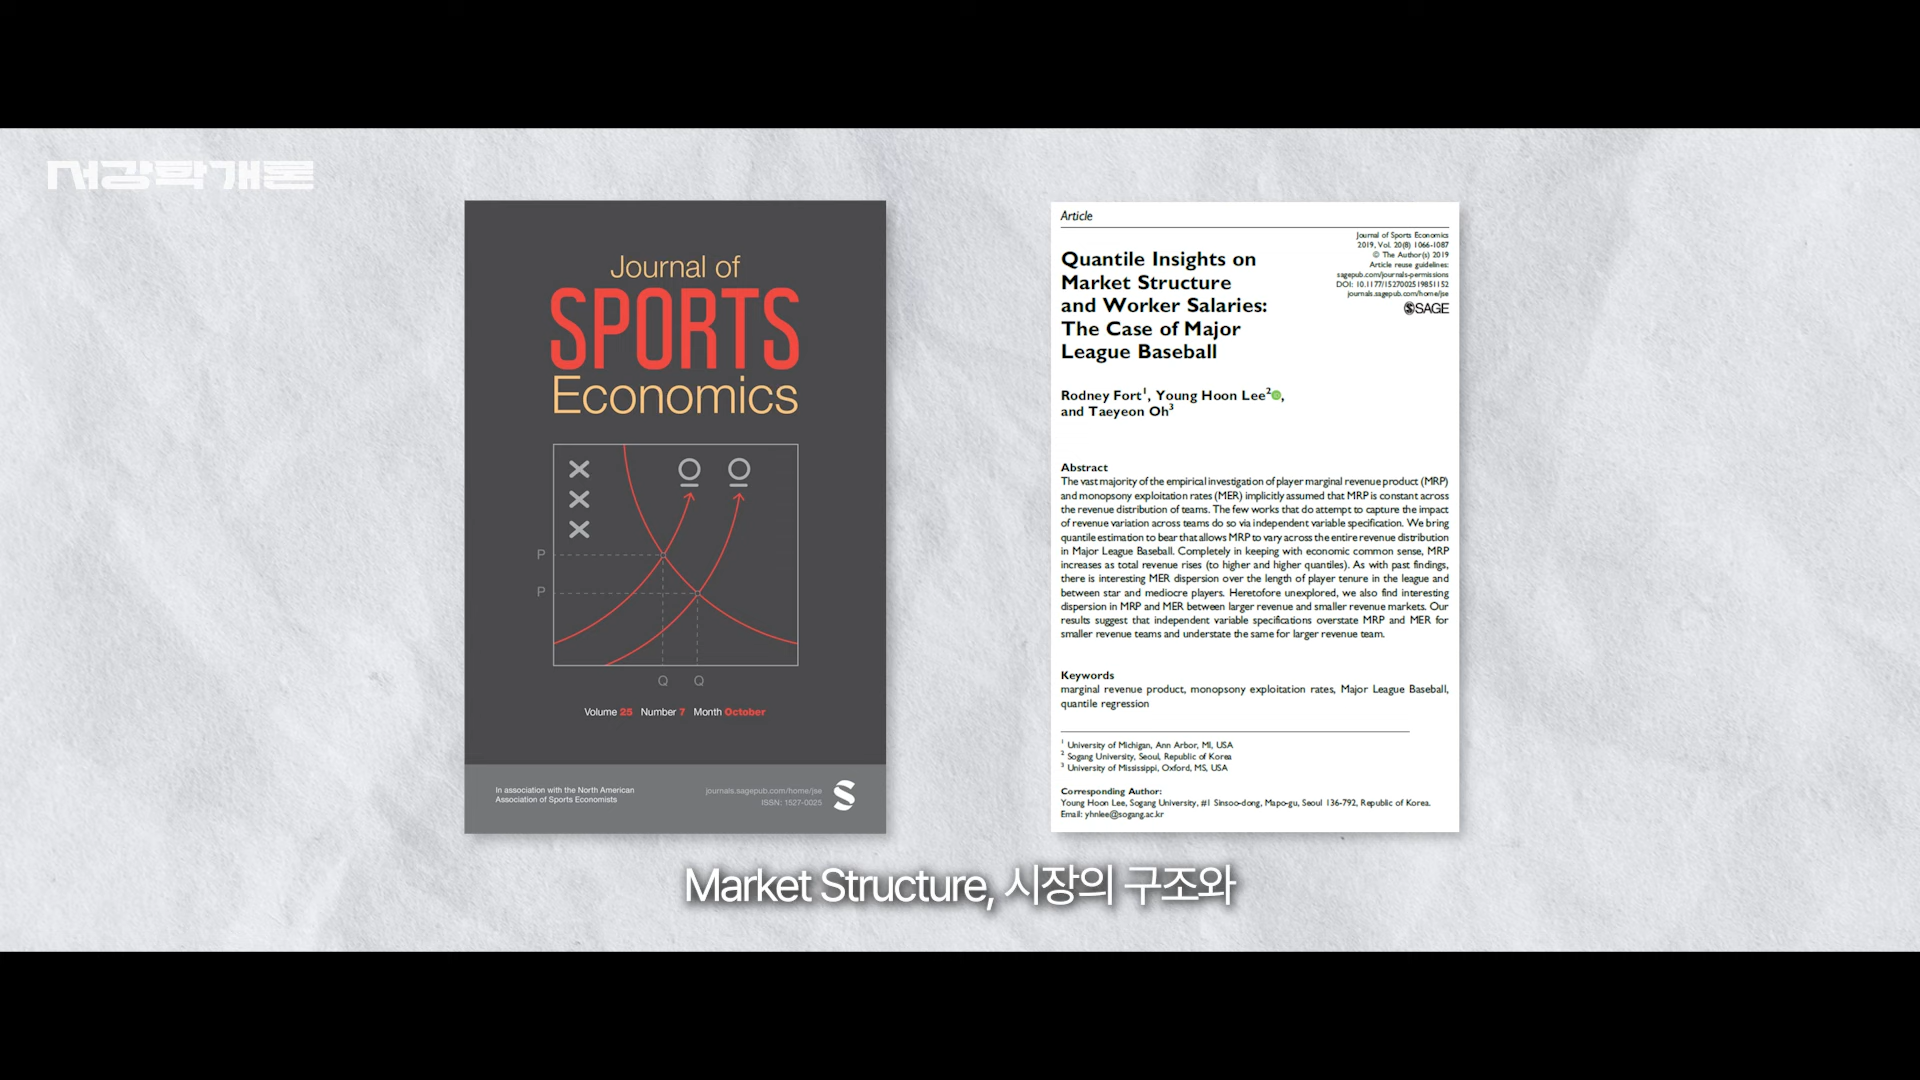 서강학개론
Journal of
SPORTS
Economics
P
P
Q Q
Volume 25 Number 7 Month October
In association with the North American
Association of Sports Economists
journals.sagepub.com/home/jse
ISSN: 1527-0025
Article
Journal of Sports Economics
2019, Vol. 20(8) 1066-1087
© The Author(s) 2019
Article reuse guidelines:
sagepub.com/journals-permissions
DOI: 10.1177/1527002519851152
journals.sagepub.com/home/jse
SAGE
Quantile Insights on
Market Structure
and Worker Salaries:
The Case of Major
League Baseball
Rodney Fort1, Young Hoon Lee2,
and Taeyeon Oh3
Abstract
The vast majority of the empirical investigation of player marginal revenue product (MRP)
and monopsony exploitation rates (MER) implicitly assumed that MRP is constant across
the revenue distribution of teams. The few works that do attempt to capture the impact
of revenue variation across teams do so via independent variable specification. We bring
quantile estimation to bear that allows MRP to vary across the entire revenue distribution
in Major League Baseball. Completely in keeping with economic common sense, MRP
increases as total revenue rises (to higher and higher quantiles). As with past findings,
there is interesting MER dispersion over the length of player tenure in the league and
between star and mediocre players. Heretofore unexplored, we also find interesting
dispersion in MRP and MER between larger revenue and smaller revenue markets. Our
results suggest that independent variable specifications overstate MRP and MER for
smaller revenue teams and understate the same for larger revenue team.
Keywords
marginal revenue product, monopsony exploitation rates, Major League Baseball,
quantile regression
1 University of Michigan, Ann Arbor, MI, USA
2 Sogang University, Seoul, Republic of Korea
3 University of Mississippi, Oxford, MS, USA
Corresponding Author:
Young Hoon Lee, Sogang University, #1 Sinsoo-dong, Mapo-gu, Seoul 136-792, Republic of Korea.
Email: yhnlee@sogang.ac.kr
Market Structure, 시장의 구조와